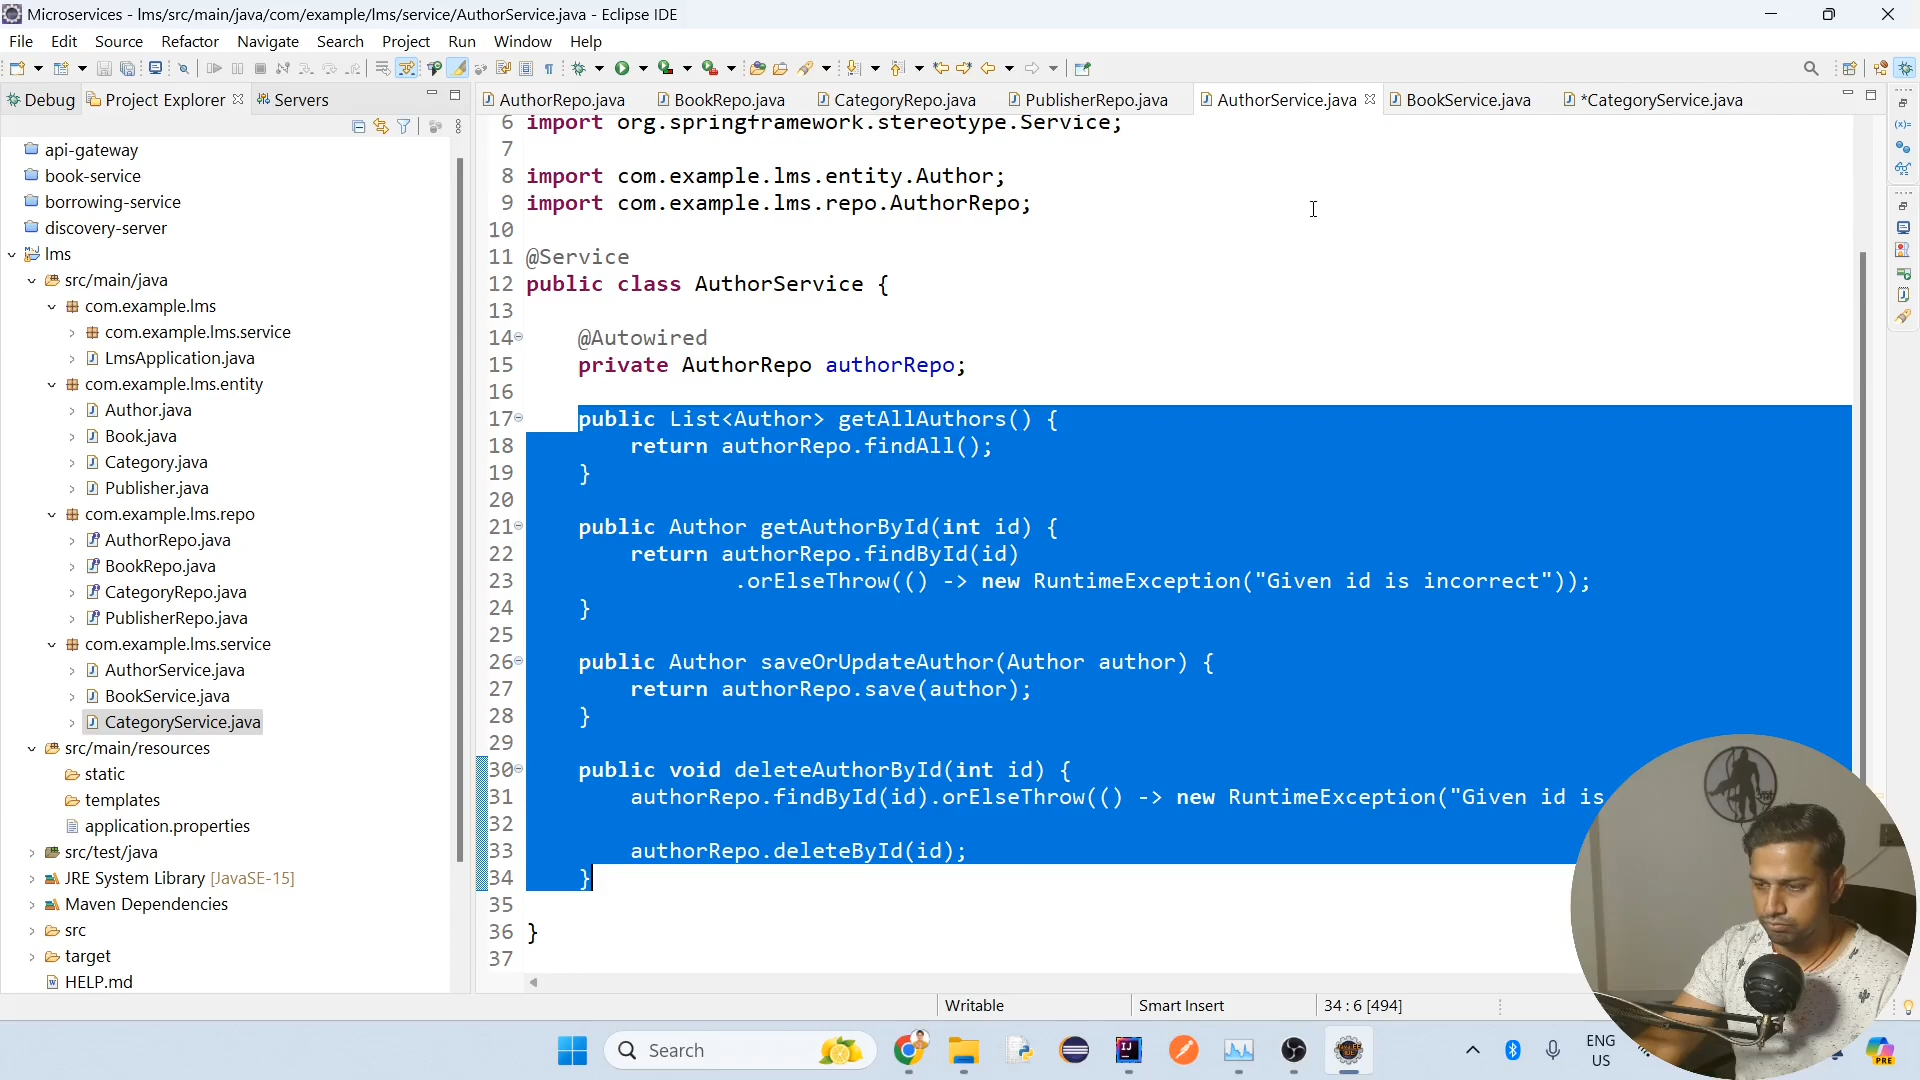 Microservices - lms/src/main/java/com/example/lms/service/AuthorService.java - Eclipse IDE
File Edit Source Refactor Navigate Search Project Run Window Help
Debug Project Explorer Servers
AuthorRepo.java BookRepo.java CategoryRepo.java PublisherRepo.java AuthorService.java BookService.java *CategoryService.java
api-gateway
book-service
borrowing-service
discovery-server
lms
src/main/java
com.example.lms
com.example.lms.service
LmsApplication.java
com.example.lms.entity
Author.java
Book.java
Category.java
Publisher.java
com.example.lms.repo
AuthorRepo.java
BookRepo.java
CategoryRepo.java
PublisherRepo.java
com.example.lms.service
AuthorService.java
BookService.java
CategoryService.java
src/main/resources
static
templates
application.properties
src/test/java
JRE System Library [JavaSE-15]
Maven Dependencies
src
target
HELP.md
6 import org.springframework.stereotype.Service;
7
8 import com.example.lms.entity.Author;
9 import com.example.lms.repo.AuthorRepo;
10
11 @Service
12 public class AuthorService {
13
14 @Autowired
15 private AuthorRepo authorRepo;
16
17 public List<Author> getAllAuthors() {
18 return authorRepo.findAll();
19 }
20
21 public Author getAuthorById(int id) {
22 return authorRepo.findById(id)
23 .orElseThrow(() -> new RuntimeException("Given id is incorrect"));
24 }
25
26 public Author saveOrUpdateAuthor(Author author) {
27 return authorRepo.save(author);
28 }
29
30 public void deleteAuthorById(int id) {
31 authorRepo.findById(id).orElseThrow(() -> new RuntimeException("Given id is
32
33 authorRepo.deleteById(id);
34 }
35
36 }
37
Writable Smart Insert 34 : 6 [494]
Search
ENG
US
PRE